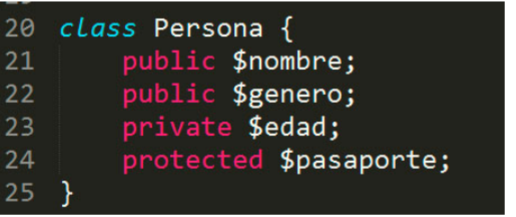 20 class Persona {
21 public $nombre;
22 public $genero;
23 private $edad;
24 protected $pasaporte;
25 }